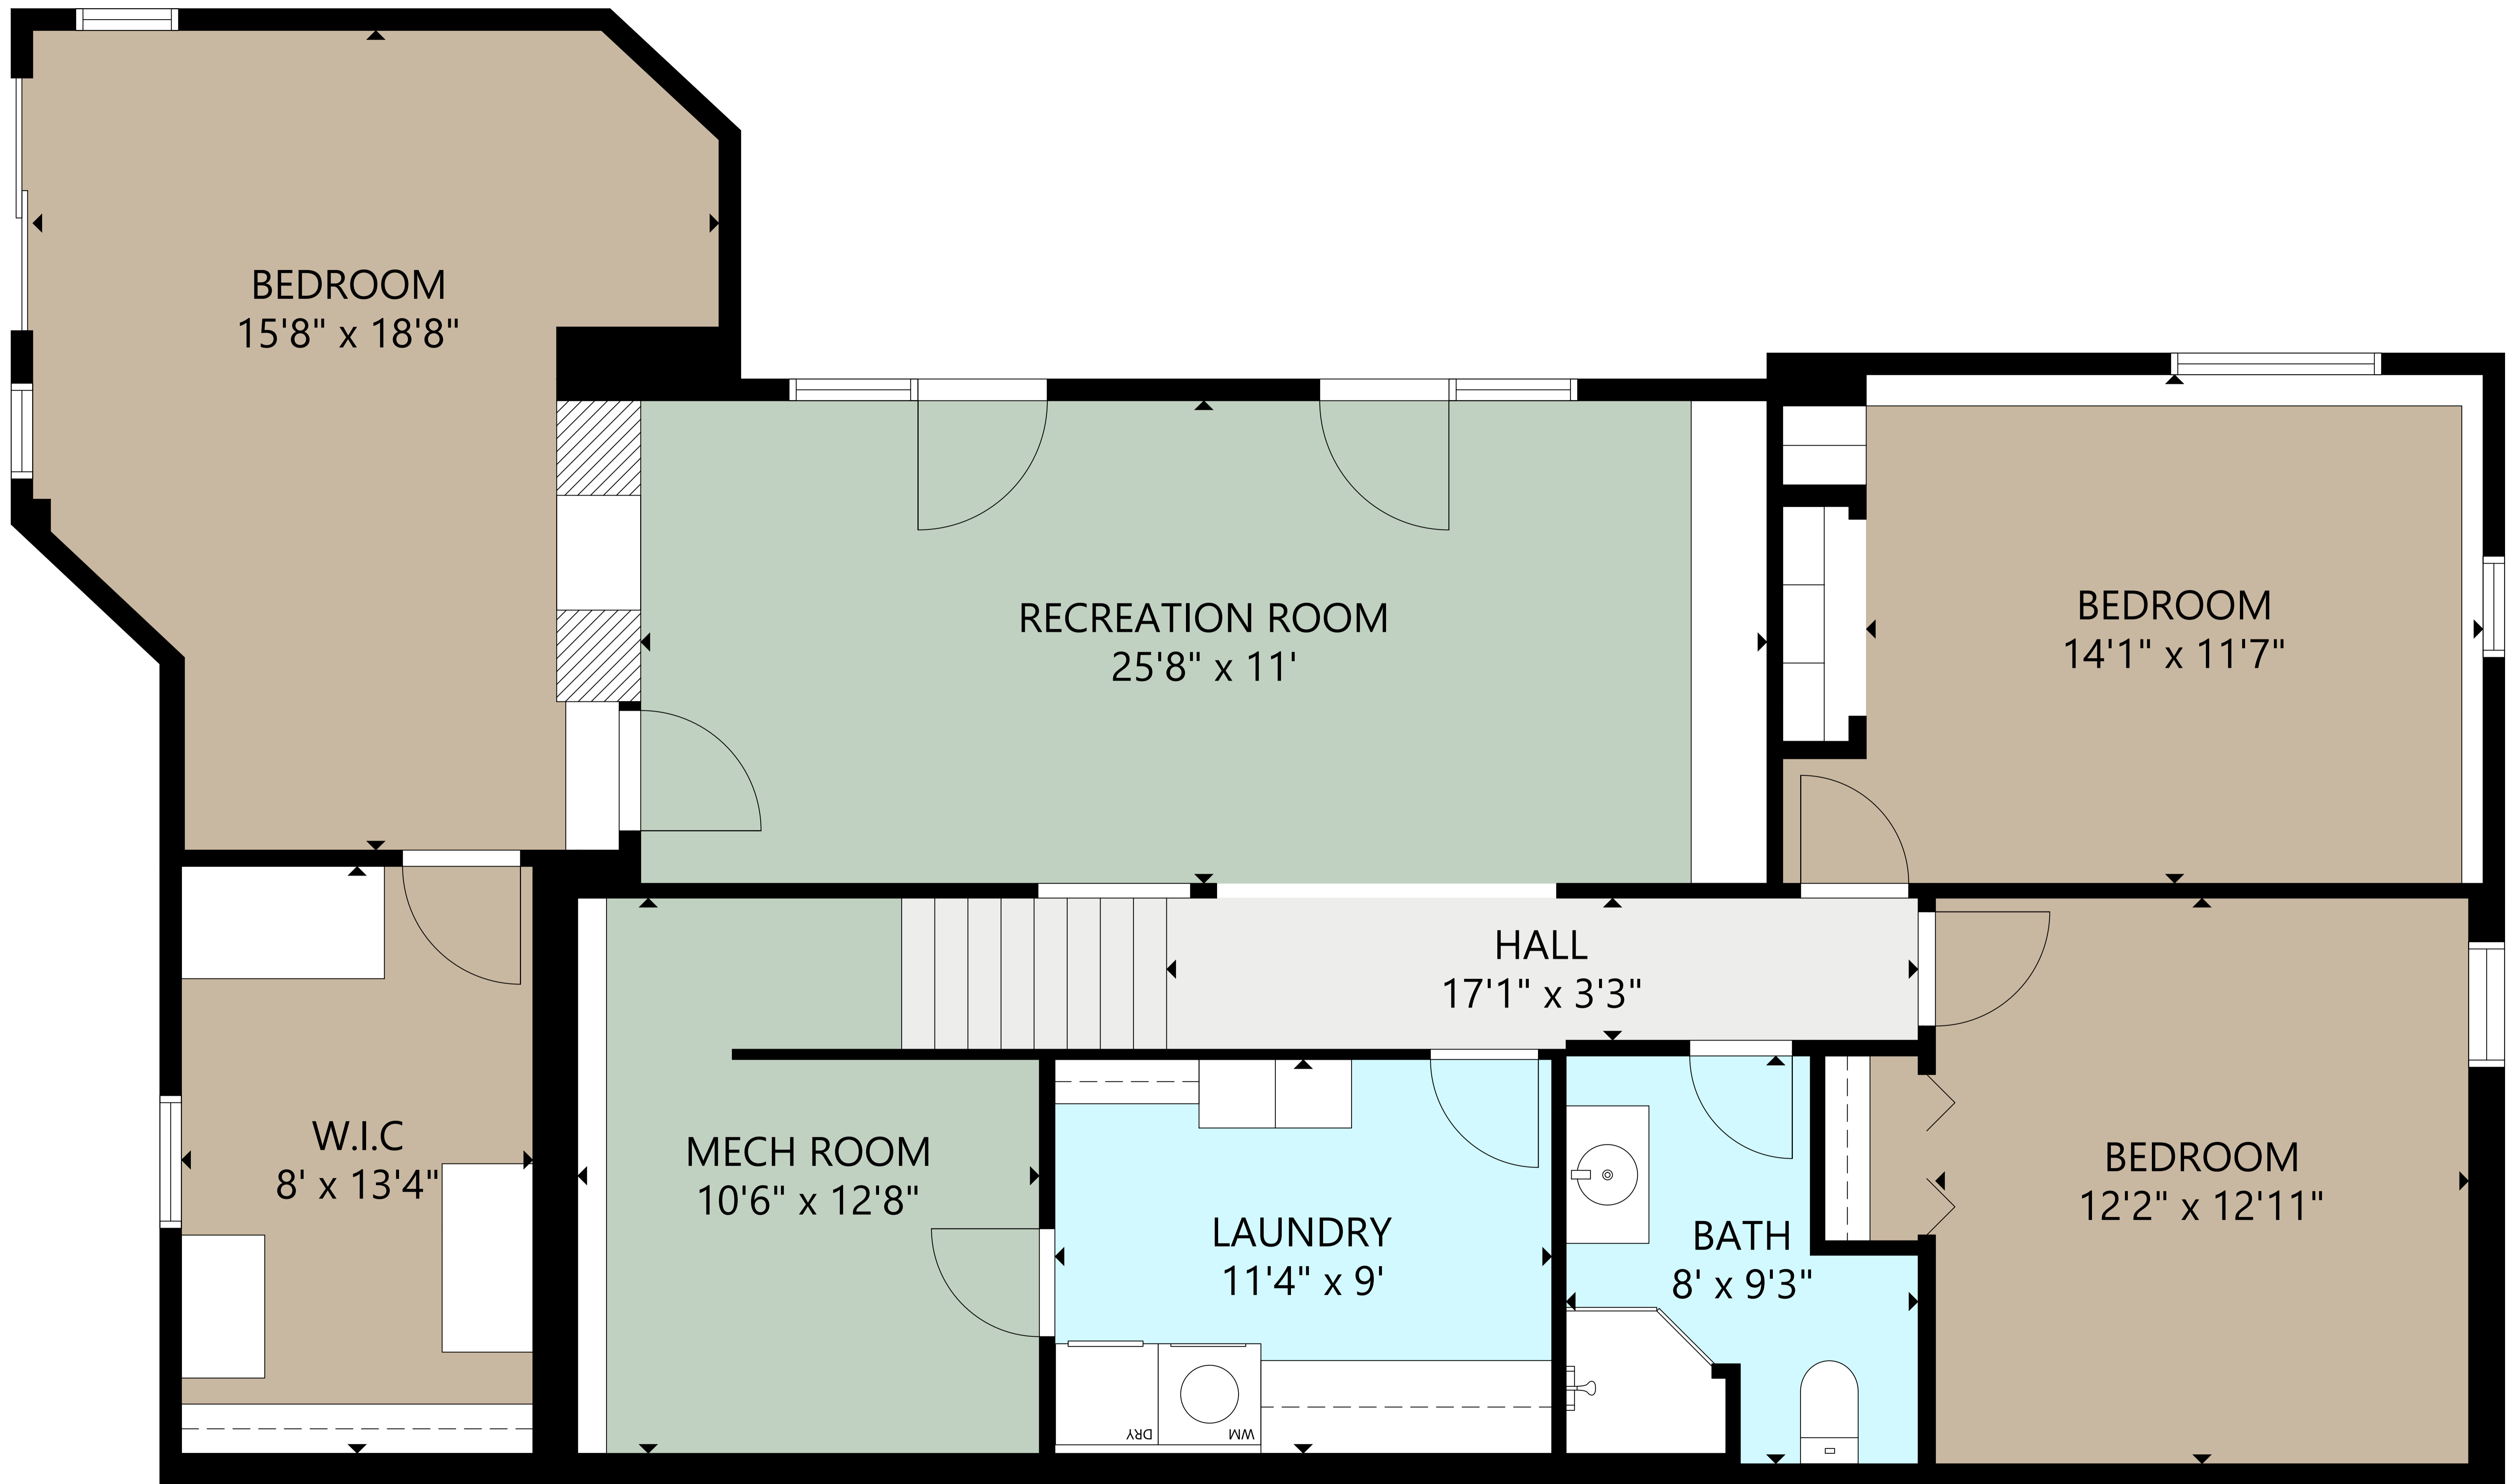 BEDROOM
15'8" x 18'8"
RECREATION ROOM
25'8" x 11'
BEDROOM
14'1" x 11'7"
HALL
17'1" x 3'3"
W.I.C
8' x 13'4"
MECH ROOM
10'6" x 12'8"
LAUNDRY
11'4" x 9'
BATH
8' x 9'3"
BEDROOM
12'2" x 12'11"
DRY
WM